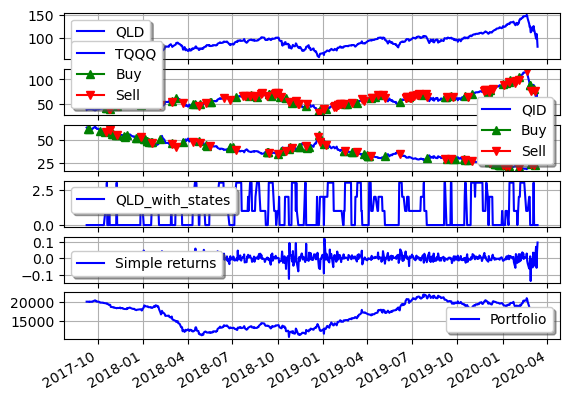 150
100
QLD
TQQQ
Buy
Sell
100
50
QID
Buy
Sell
50
25
2.5
0.0
QLD_with_states
0.1
0.0
−0.1
Simple returns
20000
15000
Portfolio
2017-10
2018-01
2018-04
2018-07
2018-10
2019-01
2019-04
2019-07
2019-10
2020-01
2020-04